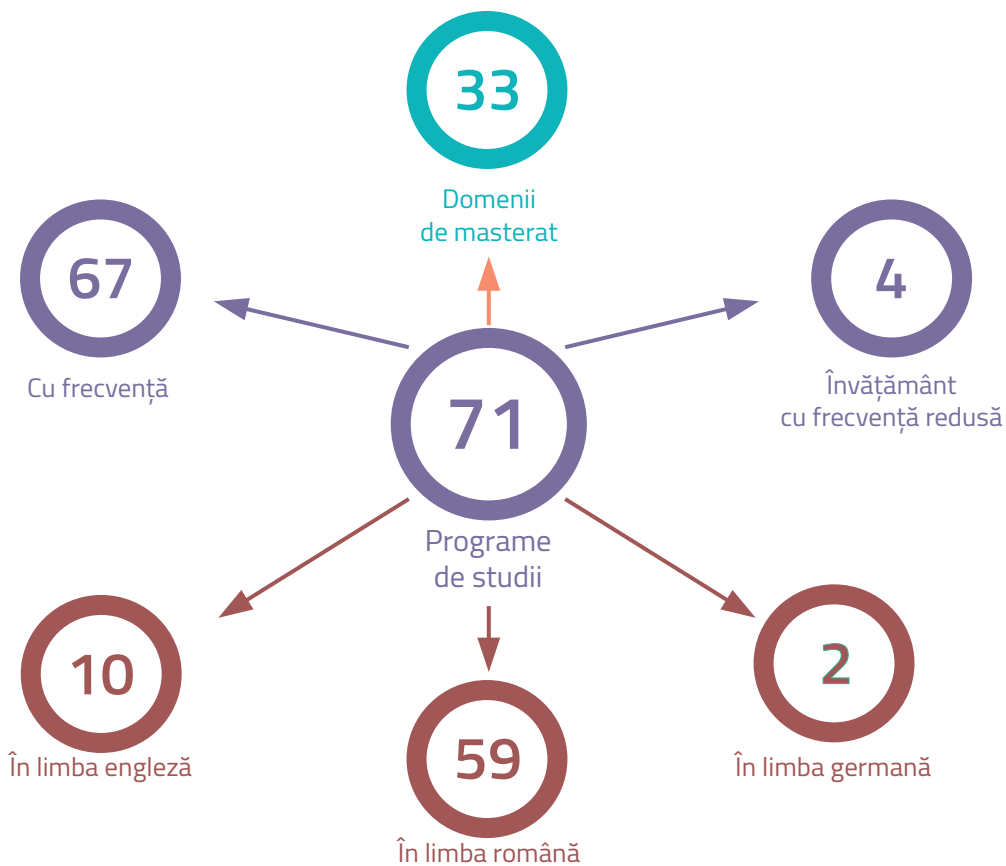 33
Domenii
de masterat
67
Cu frecvență
4
Învățământ
cu frecvență redusă
71
Programe
de studii
10
În limba engleză
59
În limba română
2
În limba germană